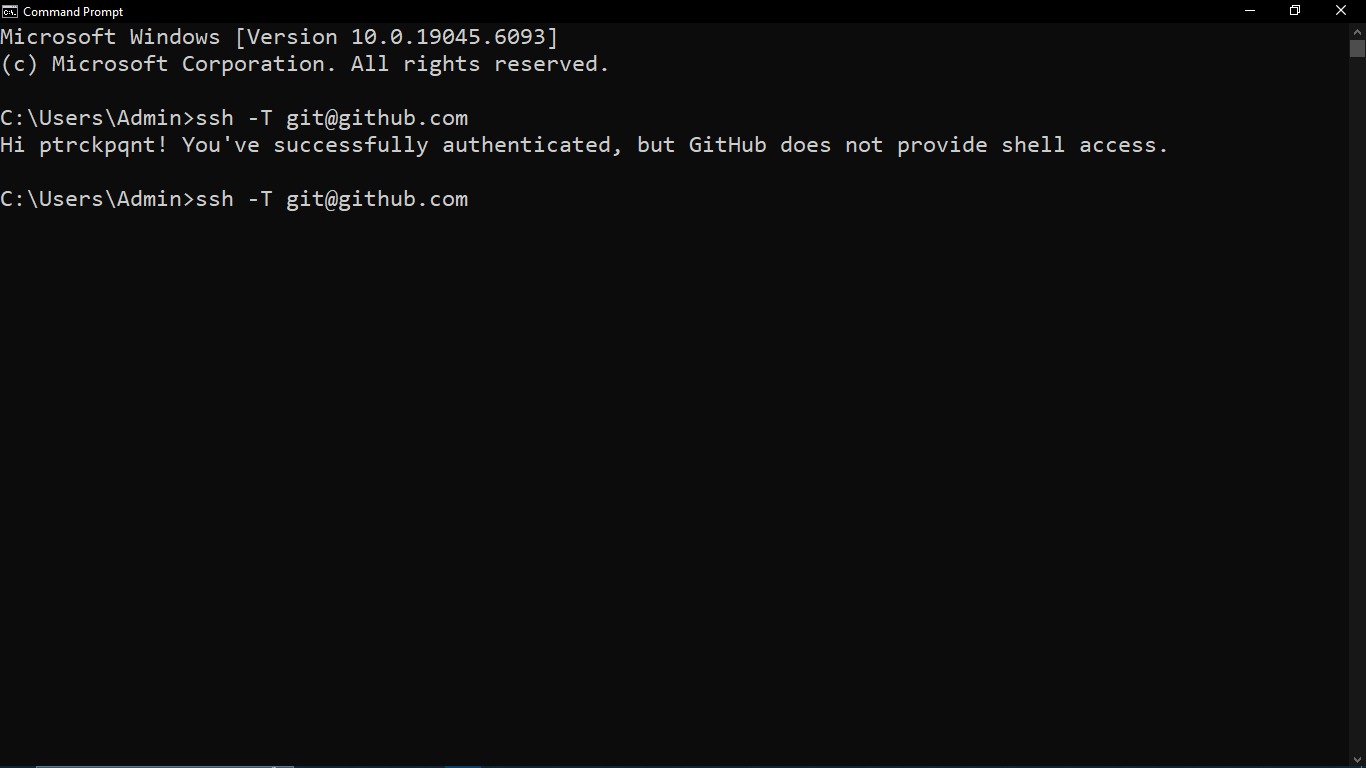 Command Prompt
Microsoft Windows [Version 10.0.19045.6093]
(c) Microsoft Corporation. All rights reserved.
C:\Users\Admin>ssh -T git@github.com
Hi ptrckpqnt! You've successfully authenticated, but GitHub does not provide shell access.
C:\Users\Admin>ssh -T git@github.com